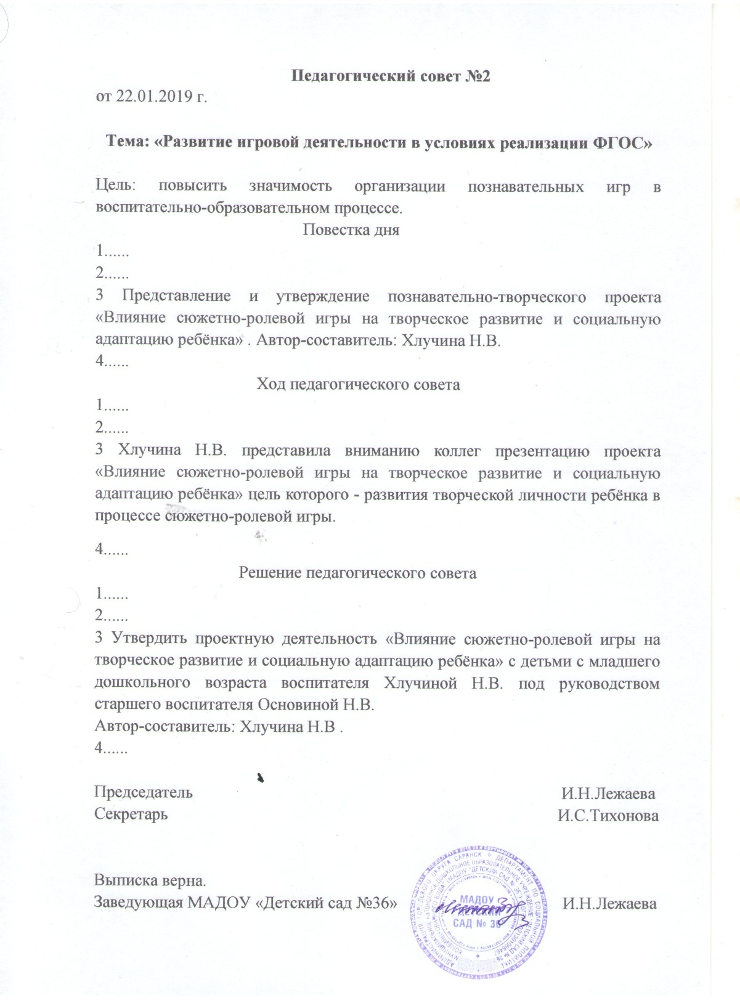 Педагогический совет №2
от 22.01.2019 г.
Тема: «Развитие игровой деятельности в условиях реализации ФГОС»
Цель: повысить значимость организации познавательных игр в
воспитательно-образовательном процессе.
Повестка дня
1......
2......
3 Представление и утверждение познавательно-творческого проекта
«Влияние сюжетно-ролевой игры на творческое развитие и социальную
адаптацию ребёнка» . Автор-составитель: Хлучина Н.В.
4......
Ход педагогического совета
1......
2......
3 Хлучина Н.В. представила вниманию коллег презентацию проекта
«Влияние сюжетно-ролевой игры на творческое развитие и социальную
адаптацию ребёнка» цель которого - развития творческой личности ребёнка в
процессе сюжетно-ролевой игры.
4......
Решение педагогического совета
1......
2......
3 Утвердить проектную деятельность «Влияние сюжетно-ролевой игры на
творческое развитие и социальную адаптацию ребёнка» с детьми с младшего
дошкольного возраста воспитателя Хлучиной Н.В. под руководством
старшего воспитателя Основиной Н.В.
Автор-составитель: Хлучина Н.В .
4......
Председатель И.Н.Лежаева
Секретарь И.С.Тихонова
Выписка верна.
Заведующая МАДОУ «Детский сад №36» И.Н.Лежаева
МАДОУ
ДЕТСКИЙ
САД № 36